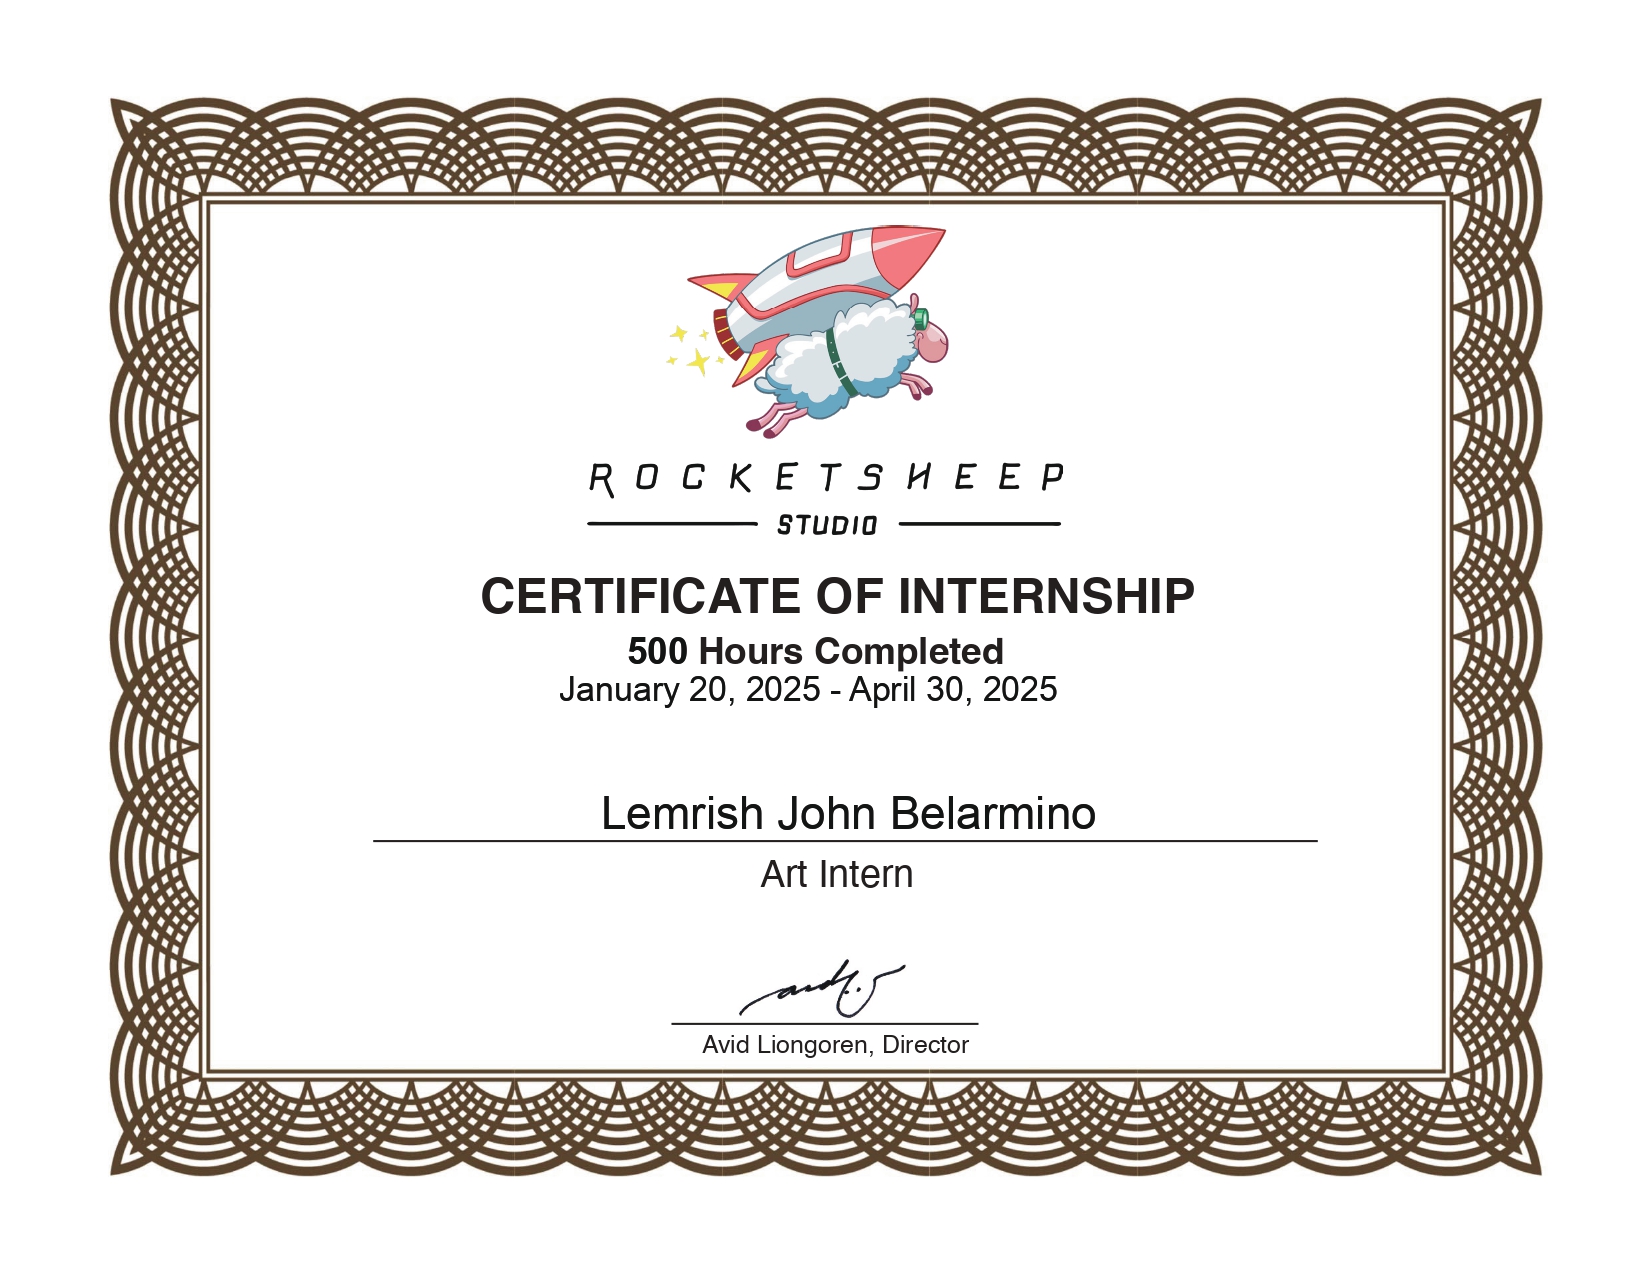 ROCKETSHEEP
STUDIO
CERTIFICATE OF INTERNSHIP
500 Hours Completed
January 20, 2025 - April 30, 2025
Lemrish John Belarmino
Art Intern
Avid Liongoren, Director